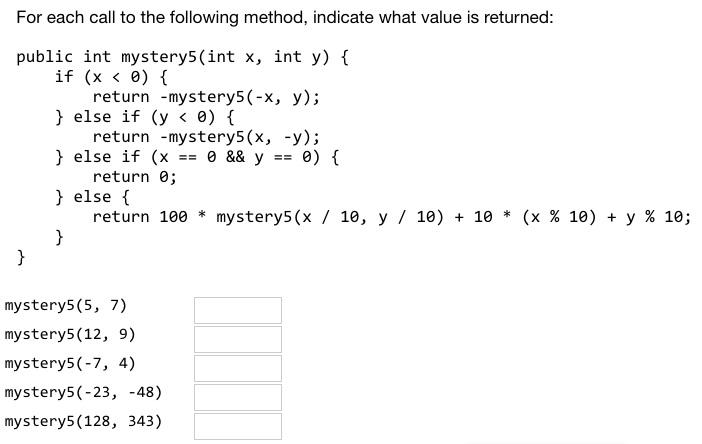 For each call to the following method, indicate what value is returned:
public int mystery5(int x, int y) {
    if (x < 0) {
        return -mystery5(-x, y);
    } else if (y < 0) {
        return -mystery5(x, -y);
    } else if (x == 0 && y == 0) {
        return 0;
    } else {
        return 100 * mystery5(x / 10, y / 10) + 10 * (x % 10) + y % 10;
    }
}
mystery5(5, 7)
mystery5(12, 9)
mystery5(-7, 4)
mystery5(-23, -48)
mystery5(128, 343)